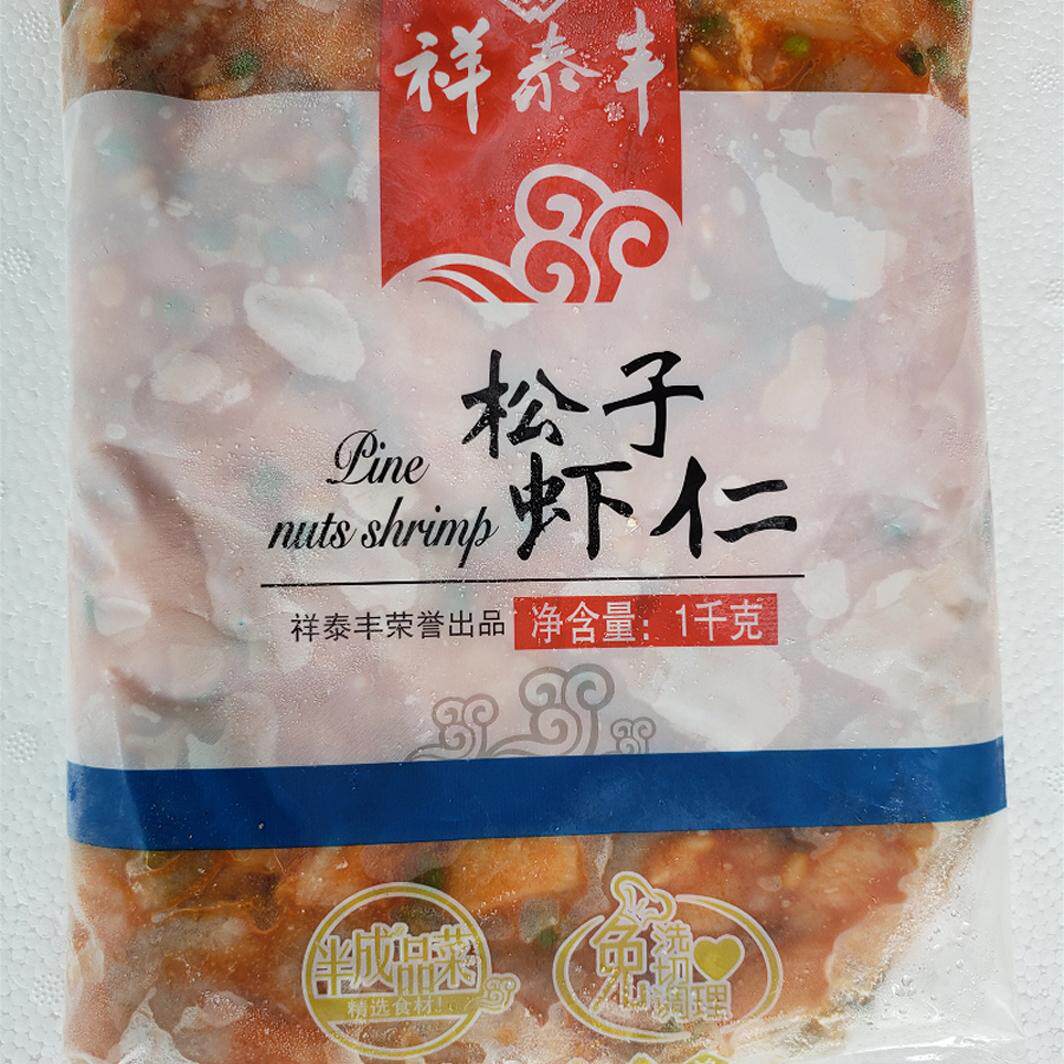 祥泰丰
松子
虾仁
Pine
nuts shrimp
祥泰丰荣誉出品
净含量：1千克
半成品菜
精选食材!
免洗切
调理